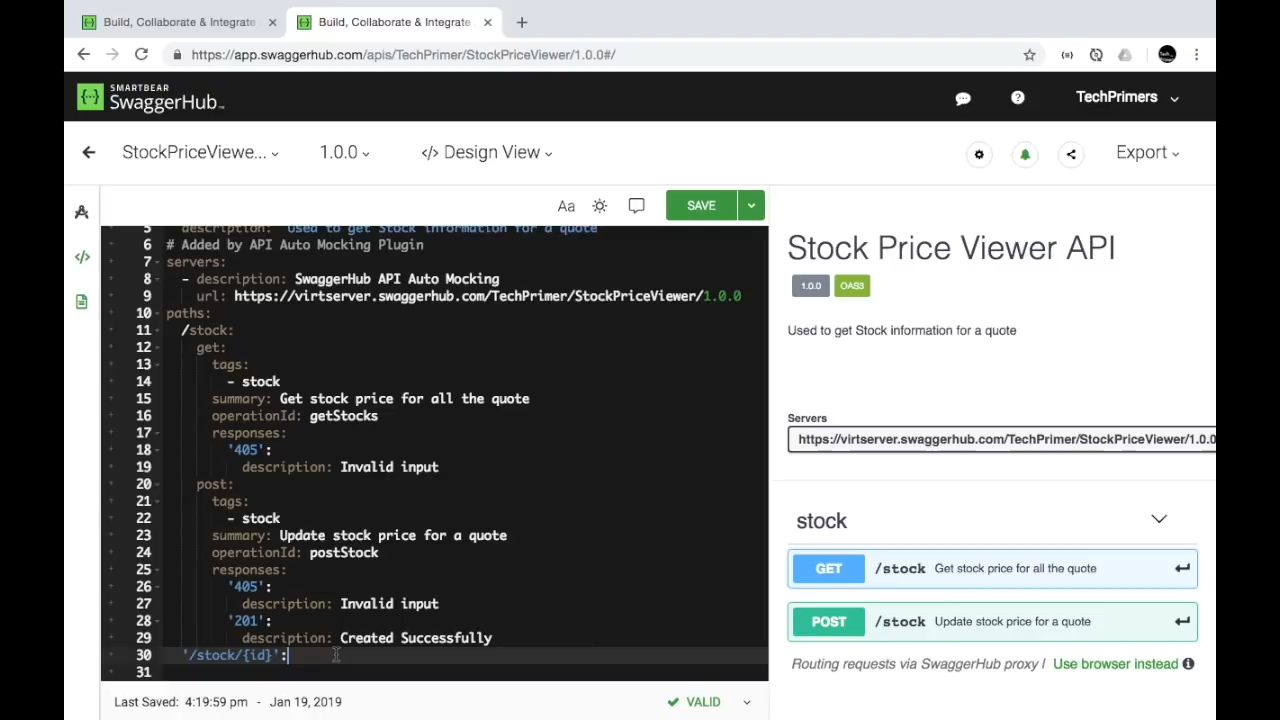 Build, Collaborate & Integrate
Build, Collaborate & Integrate
https://app.swaggerhub.com/apis/TechPrimer/StockPriceViewer/1.0.0#/
SMARTBEAR
SwaggerHub
TechPrimers
StockPriceViewe...
1.0.0
</> Design View
Export
Aa
SAVE
5 description: Used to get Stock information for a quote
6 # Added by API Auto Mocking Plugin
7 servers:
8 - description: SwaggerHub API Auto Mocking
9 url: https://virtserver.swaggerhub.com/TechPrimer/StockPriceViewer/1.0.0
10 paths:
11 /stock:
12 get:
13 tags:
14 - stock
15 summary: Get stock price for all the quote
16 operationId: getStocks
17 responses:
18 '405':
19 description: Invalid input
20 post:
21 tags:
22 - stock
23 summary: Update stock price for a quote
24 operationId: postStock
25 responses:
26 '405':
27 description: Invalid input
28 '201':
29 description: Created Successfully
30 '/stock/{id}':
31
Last Saved: 4:19:59 pm - Jan 19, 2019
VALID
Stock Price Viewer API
1.0.0
OAS3
Used to get Stock information for a quote
Servers
https://virtserver.swaggerhub.com/TechPrimer/StockPriceViewer/1.0.0
stock
GET /stock Get stock price for all the quote
POST /stock Update stock price for a quote
Routing requests via SwaggerHub proxy / Use browser instead